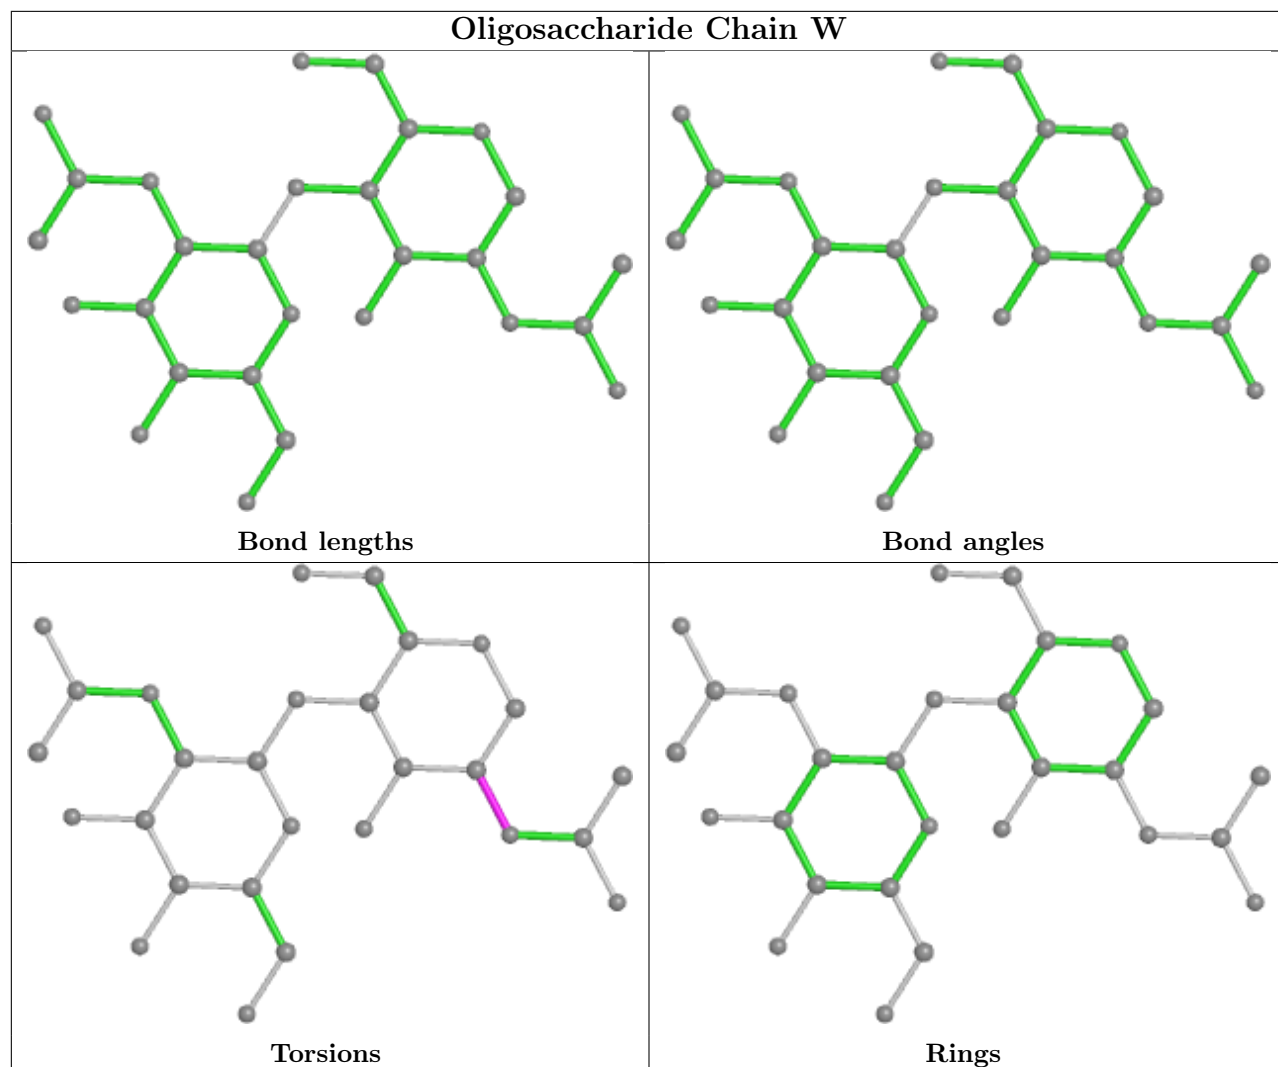 Oligosaccharide Chain W
Bond lengths
Bond angles
Torsions
Rings